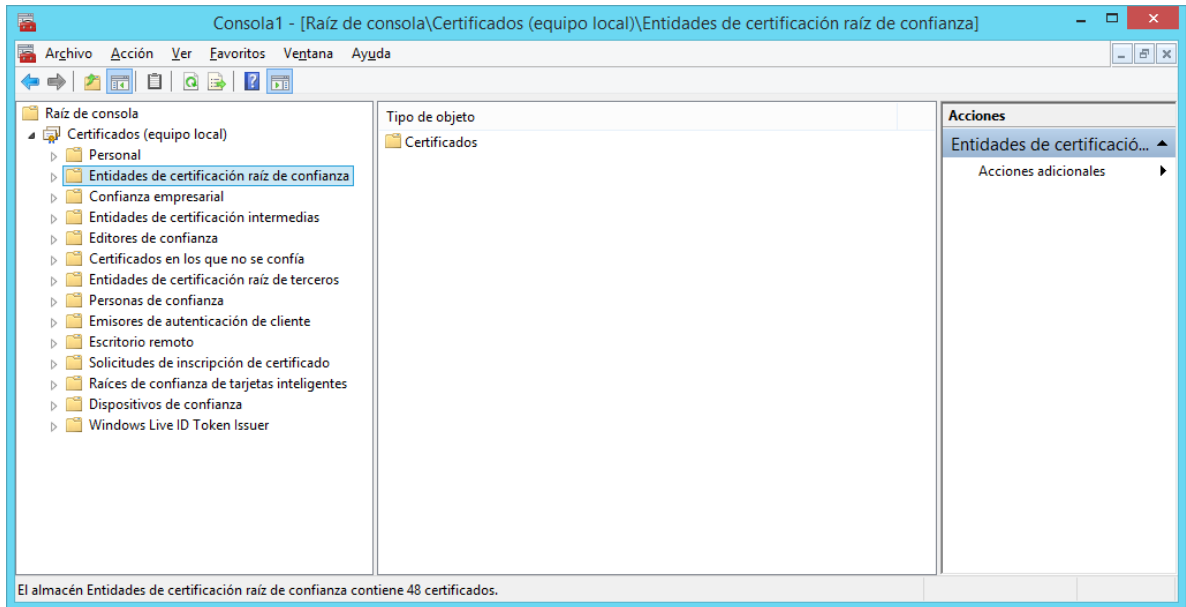 Consola1 - [Raíz de consola\Certificados (equipo local)\Entidades de certificación raíz de confianza]
Archivo Acción Ver Favoritos Ventana Ayuda
Raíz de consola
Certificados (equipo local)
Personal
Entidades de certificación raíz de confianza
Confianza empresarial
Entidades de certificación intermedias
Editores de confianza
Certificados en los que no se confía
Entidades de certificación raíz de terceros
Personas de confianza
Emisores de autenticación de cliente
Escritorio remoto
Solicitudes de inscripción de certificado
Raíces de confianza de tarjetas inteligentes
Dispositivos de confianza
Windows Live ID Token Issuer
Tipo de objeto
Certificados
Acciones
Entidades de certificació...
Acciones adicionales
El almacén Entidades de certificación raíz de confianza contiene 48 certificados.